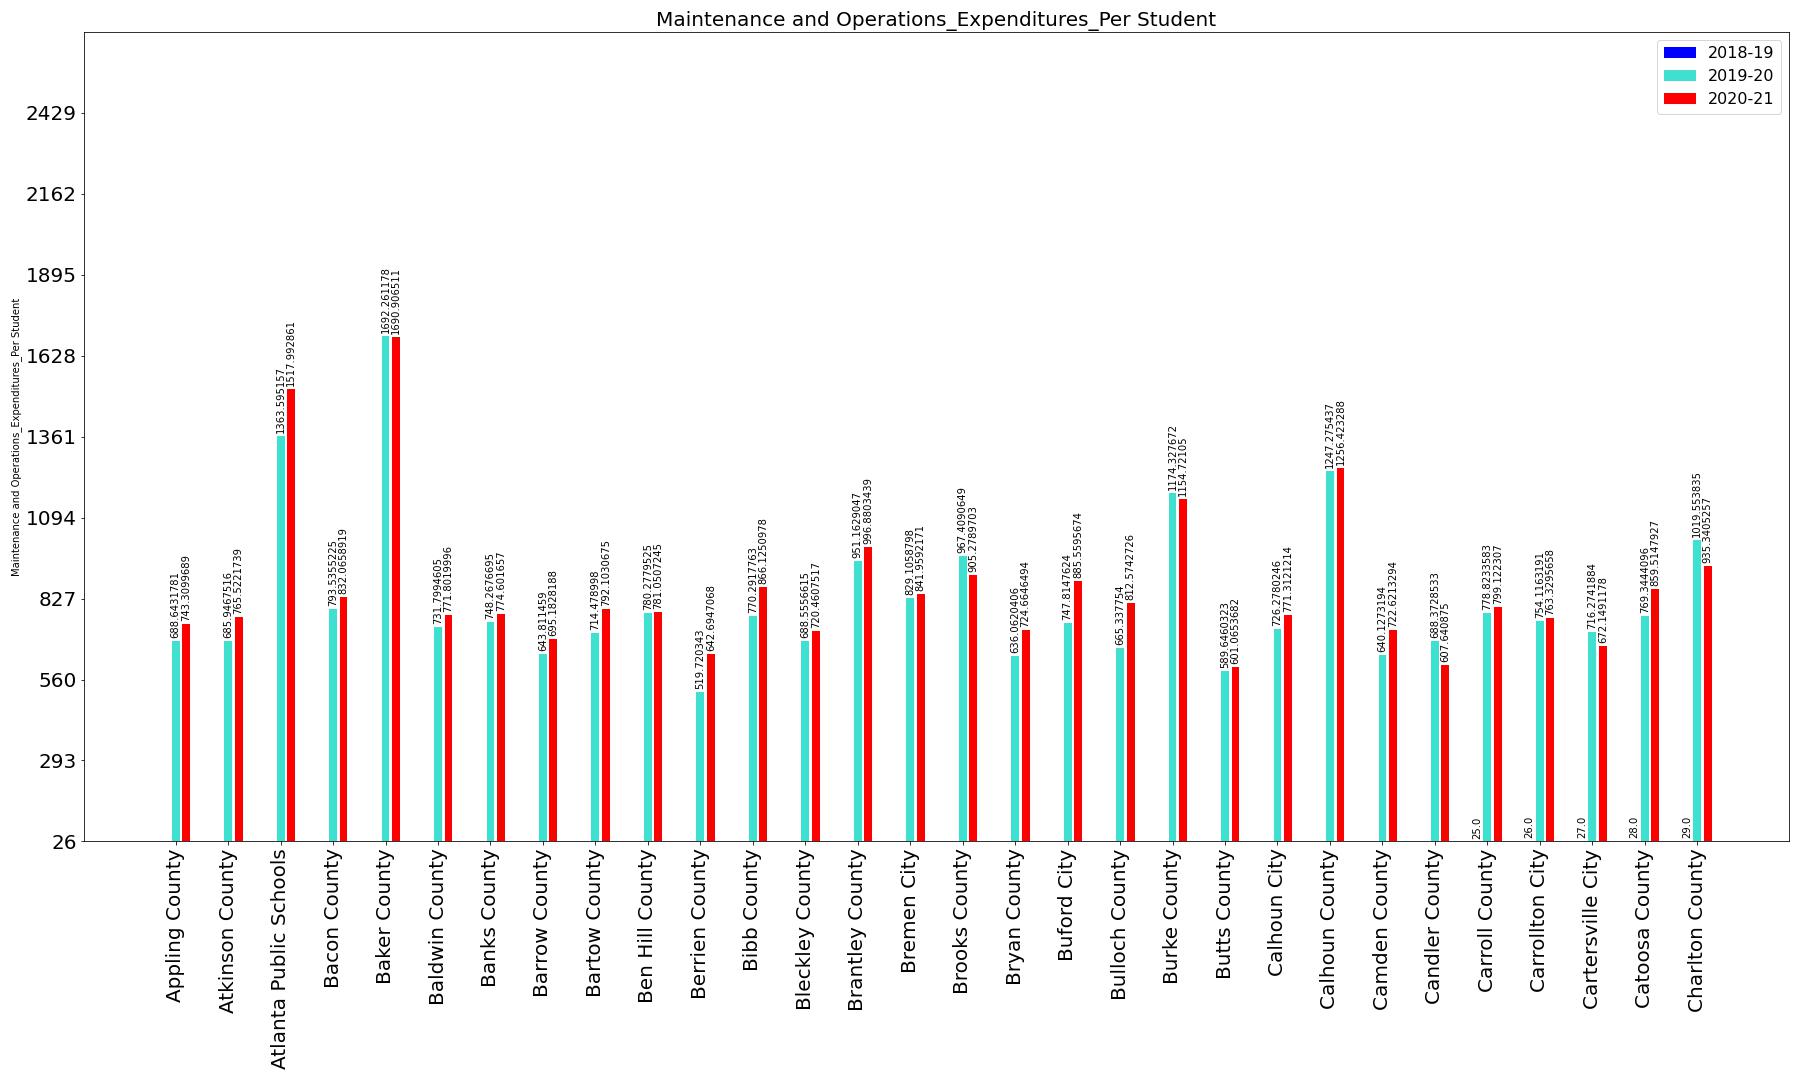 Maintenance and Operations_Expenditures_Per Student
2018-19
2019-20
2020-21
Maintenance and Operations_Expenditures_Per Student
2429
2162
1895
1628
1361
1094
827
560
293
26
688.6431781
743.3099689
685.9467516
765.5221739
1363.595157
1517.992861
793.5355225
832.0658919
1692.261178
1690.906511
731.7994605
771.8019996
748.2676695
774.601657
643.811459
695.1828188
714.478998
792.1030675
780.2779525
781.0507245
519.720343
642.6947068
770.2917763
866.1250978
688.5556615
720.4607517
951.1629047
996.8803439
829.1058798
841.9592171
967.4090649
905.2789703
636.0620406
724.6646494
747.8147624
885.5595674
665.337754
812.5742726
1174.327672
1154.72105
589.6460323
601.0653682
726.2780246
771.3121214
1247.275437
1256.423288
640.1273194
722.6213294
688.3728533
607.640875
25.0
778.8233583
799.122307
26.0
754.1163191
763.3295658
27.0
716.2741884
672.1491178
28.0
769.3444096
859.5147927
29.0
1019.553835
935.3405257
Appling County
Atkinson County
Atlanta Public Schools
Bacon County
Baker County
Baldwin County
Banks County
Barrow County
Bartow County
Ben Hill County
Berrien County
Bibb County
Bleckley County
Brantley County
Bremen City
Brooks County
Bryan County
Buford City
Bulloch County
Burke County
Butts County
Calhoun City
Calhoun County
Camden County
Candler County
Carroll County
Carrollton City
Cartersville City
Catoosa County
Charlton County